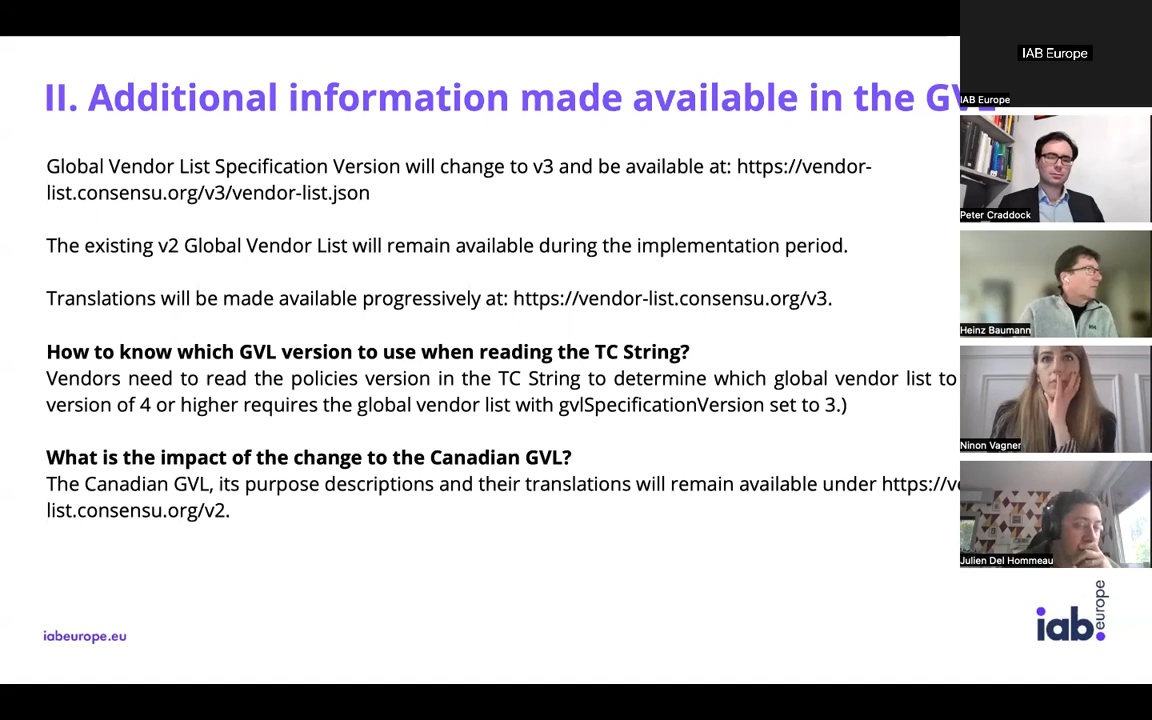 II. Additional information made available in the GV
Global Vendor List Specification Version will change to v3 and be available at: https://vendor-
list.consensu.org/v3/vendor-list.json
The existing v2 Global Vendor List will remain available during the implementation period.
Translations will be made available progressively at: https://vendor-list.consensu.org/v3.
How to know which GVL version to use when reading the TC String?
Vendors need to read the policies version in the TC String to determine which global vendor list to
version of 4 or higher requires the global vendor list with gvlSpecificationVersion set to 3.)
What is the impact of the change to the Canadian GVL?
The Canadian GVL, its purpose descriptions and their translations will remain available under https://v
list.consensu.org/v2.
iabeurope.eu
IAB Europe
IAB Europe
Peter Craddock
Heinz Baumann
Ninon Vagner
Julien Del Hommeau
iab europe